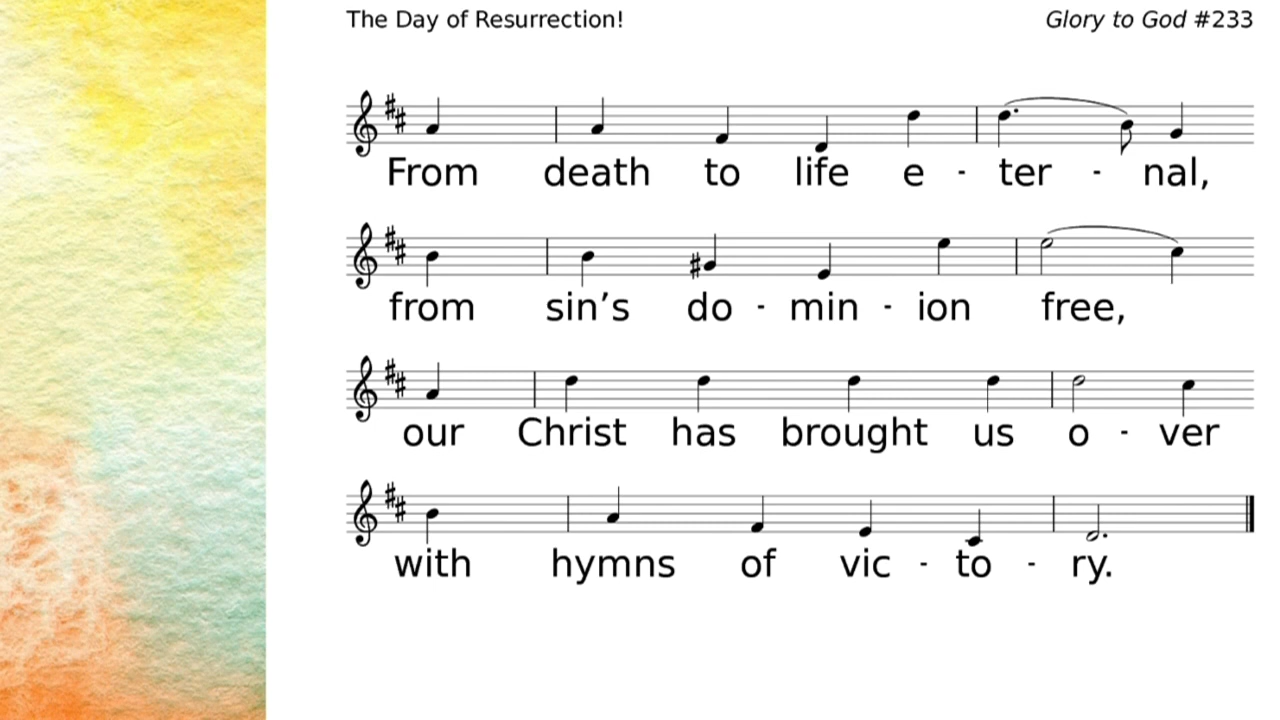 The Day of Resurrection! Glory to God #233
From death to life e - ter - nal,
from sin’s do - min - ion free,
our Christ has brought us o - ver
with hymns of vic - to - ry.